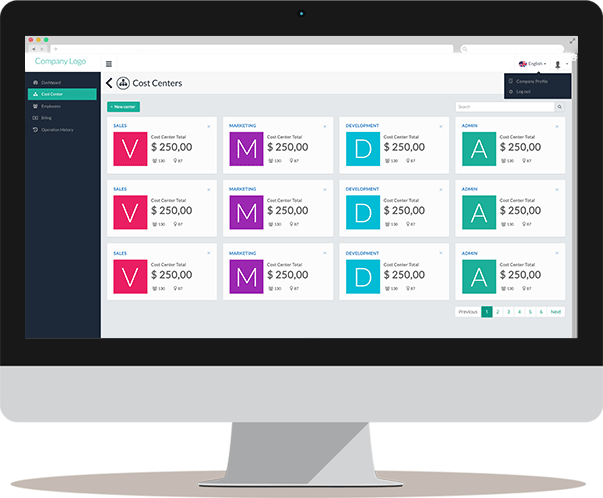 Company Logo
English
Company Profile
Log out
Dashboard
Cost Center
Employees
Billing
Operation History
Cost Centers
+ New center
Search
SALES
Cost Center Total
$ 250,00
130 87
MARKETING
Cost Center Total
$ 250,00
130 87
DEVELOPMENT
Cost Center Total
$ 250,00
130 87
ADMIN
Cost Center Total
$ 250,00
130 87
V
M
D
A
SALES
Cost Center Total
$ 250,00
130 87
MARKETING
Cost Center Total
$ 250,00
130 87
DEVELOPMENT
Cost Center Total
$ 250,00
130 87
ADMIN
Cost Center Total
$ 250,00
130 87
V
M
D
A
SALES
Cost Center Total
$ 250,00
130 87
MARKETING
Cost Center Total
$ 250,00
130 87
DEVELOPMENT
Cost Center Total
$ 250,00
130 87
ADMIN
Cost Center Total
$ 250,00
130 87
V
M
D
A
Previous 1 2 3 4 5 6 Next